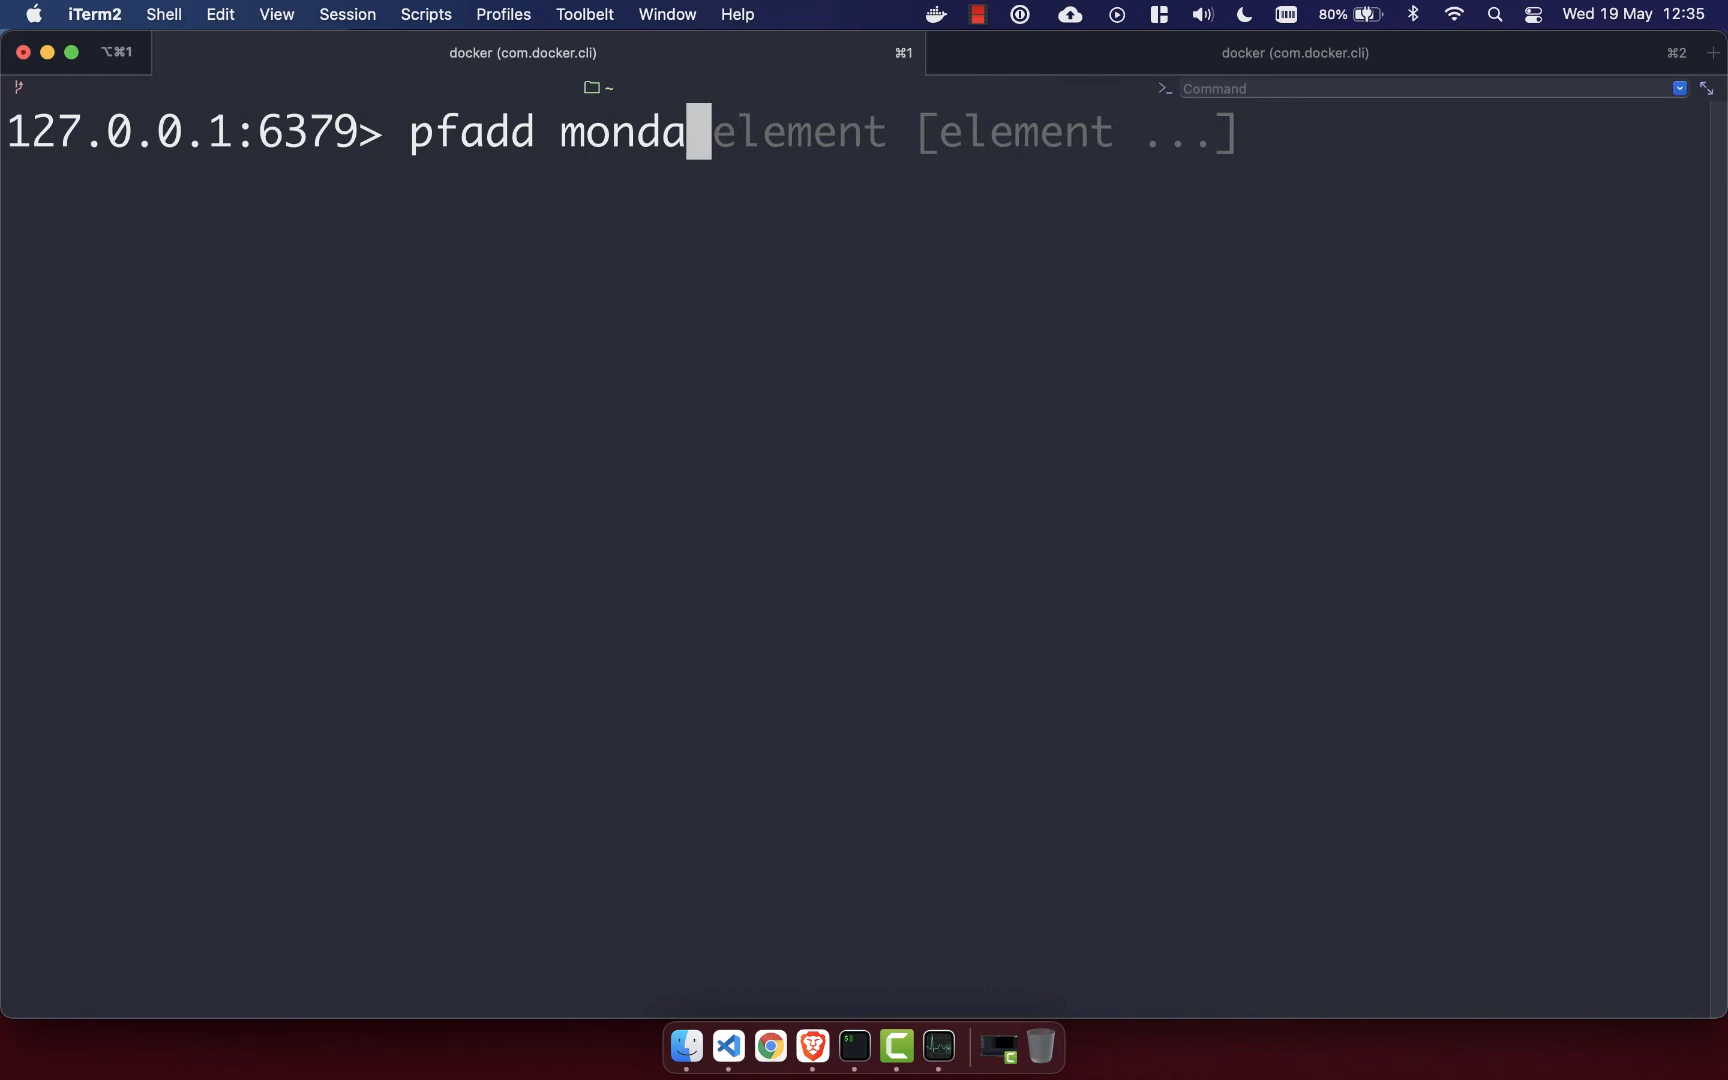 iTerm2 Shell Edit View Session Scripts Profiles Toolbelt Window Help 80% Wed 19 May 12:35
⌥⌘1 docker (com.docker.cli) ⌘1 docker (com.docker.cli) ⌘2
~ Command
127.0.0.1:6379> pfadd monda element [element ...]